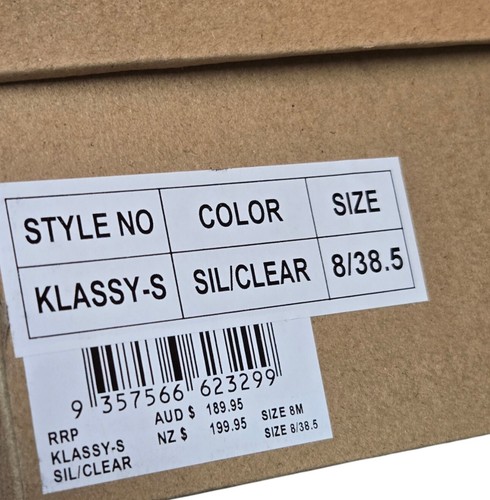 STYLE NO COLOR SIZE
KLASSY-S SIL/CLEAR 8/38.5
9 357566 623299
RRP AUD $ 189.95 SIZE 8M
KLASSY-S NZ $ 199.95 SIZE 8/38.5
SIL/CLEAR